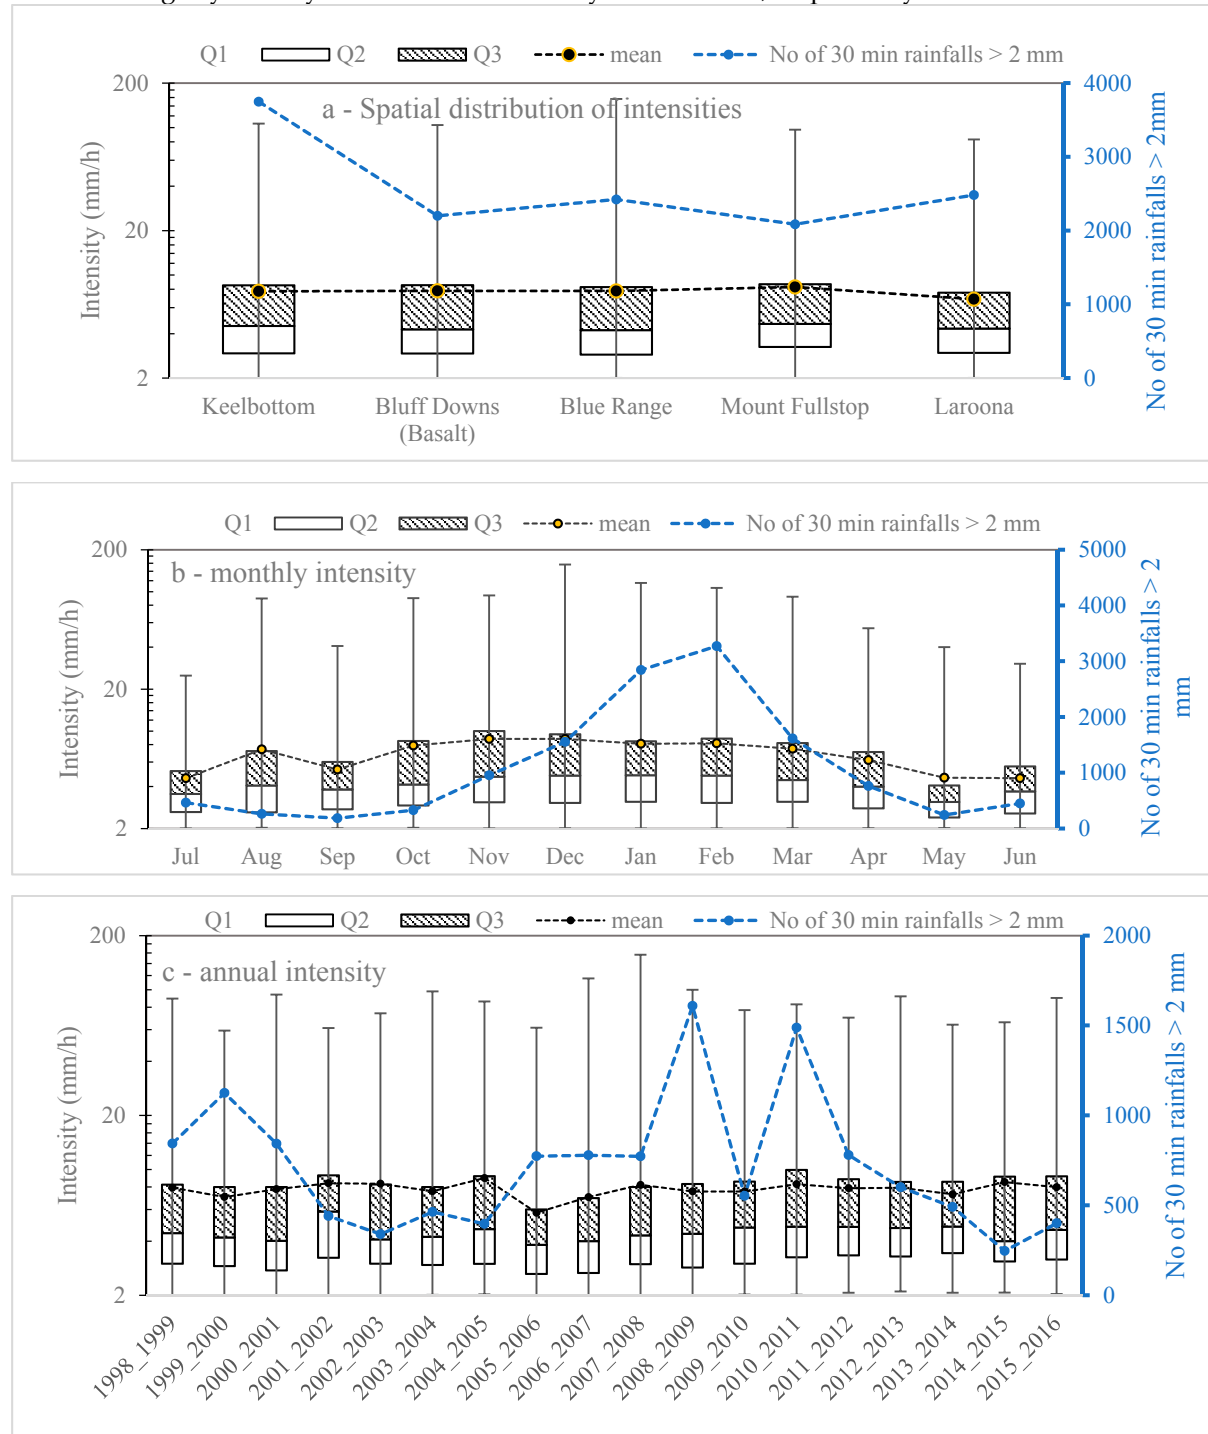 Q1 Q2 Q3 mean No of 30 min rainfalls > 2 mm
200
20
2
Intensity (mm/h)
a - Spatial distribution of intensities
4000
3000
2000
1000
0
No of 30 min rainfalls > 2mm
Keelbottom
Bluff Downs
(Basalt)
Blue Range
Mount Fullstop
Laroona
Q1 Q2 Q3 mean No of 30 min rainfalls > 2 mm
200
20
2
Intensity (mm/h)
b - monthly intensity
5000
4000
3000
2000
1000
0
No of 30 min rainfalls > 2
mm
Jul Aug Sep Oct Nov Dec Jan Feb Mar Apr May Jun
Q1 Q2 Q3 mean No of 30 min rainfalls > 2 mm
200
20
2
Intensity (mm/h)
c - annual intensity
2000
1500
1000
500
0
No of 30 min rainfalls > 2 mm
1998_1999
1999_2000
2000_2001
2001_2002
2002_2003
2003_2004
2004_2005
2005_2006
2006_2007
2007_2008
2008_2009
2009_2010
2010_2011
2011_2012
2012_2013
2013_2014
2014_2015
2015_2016